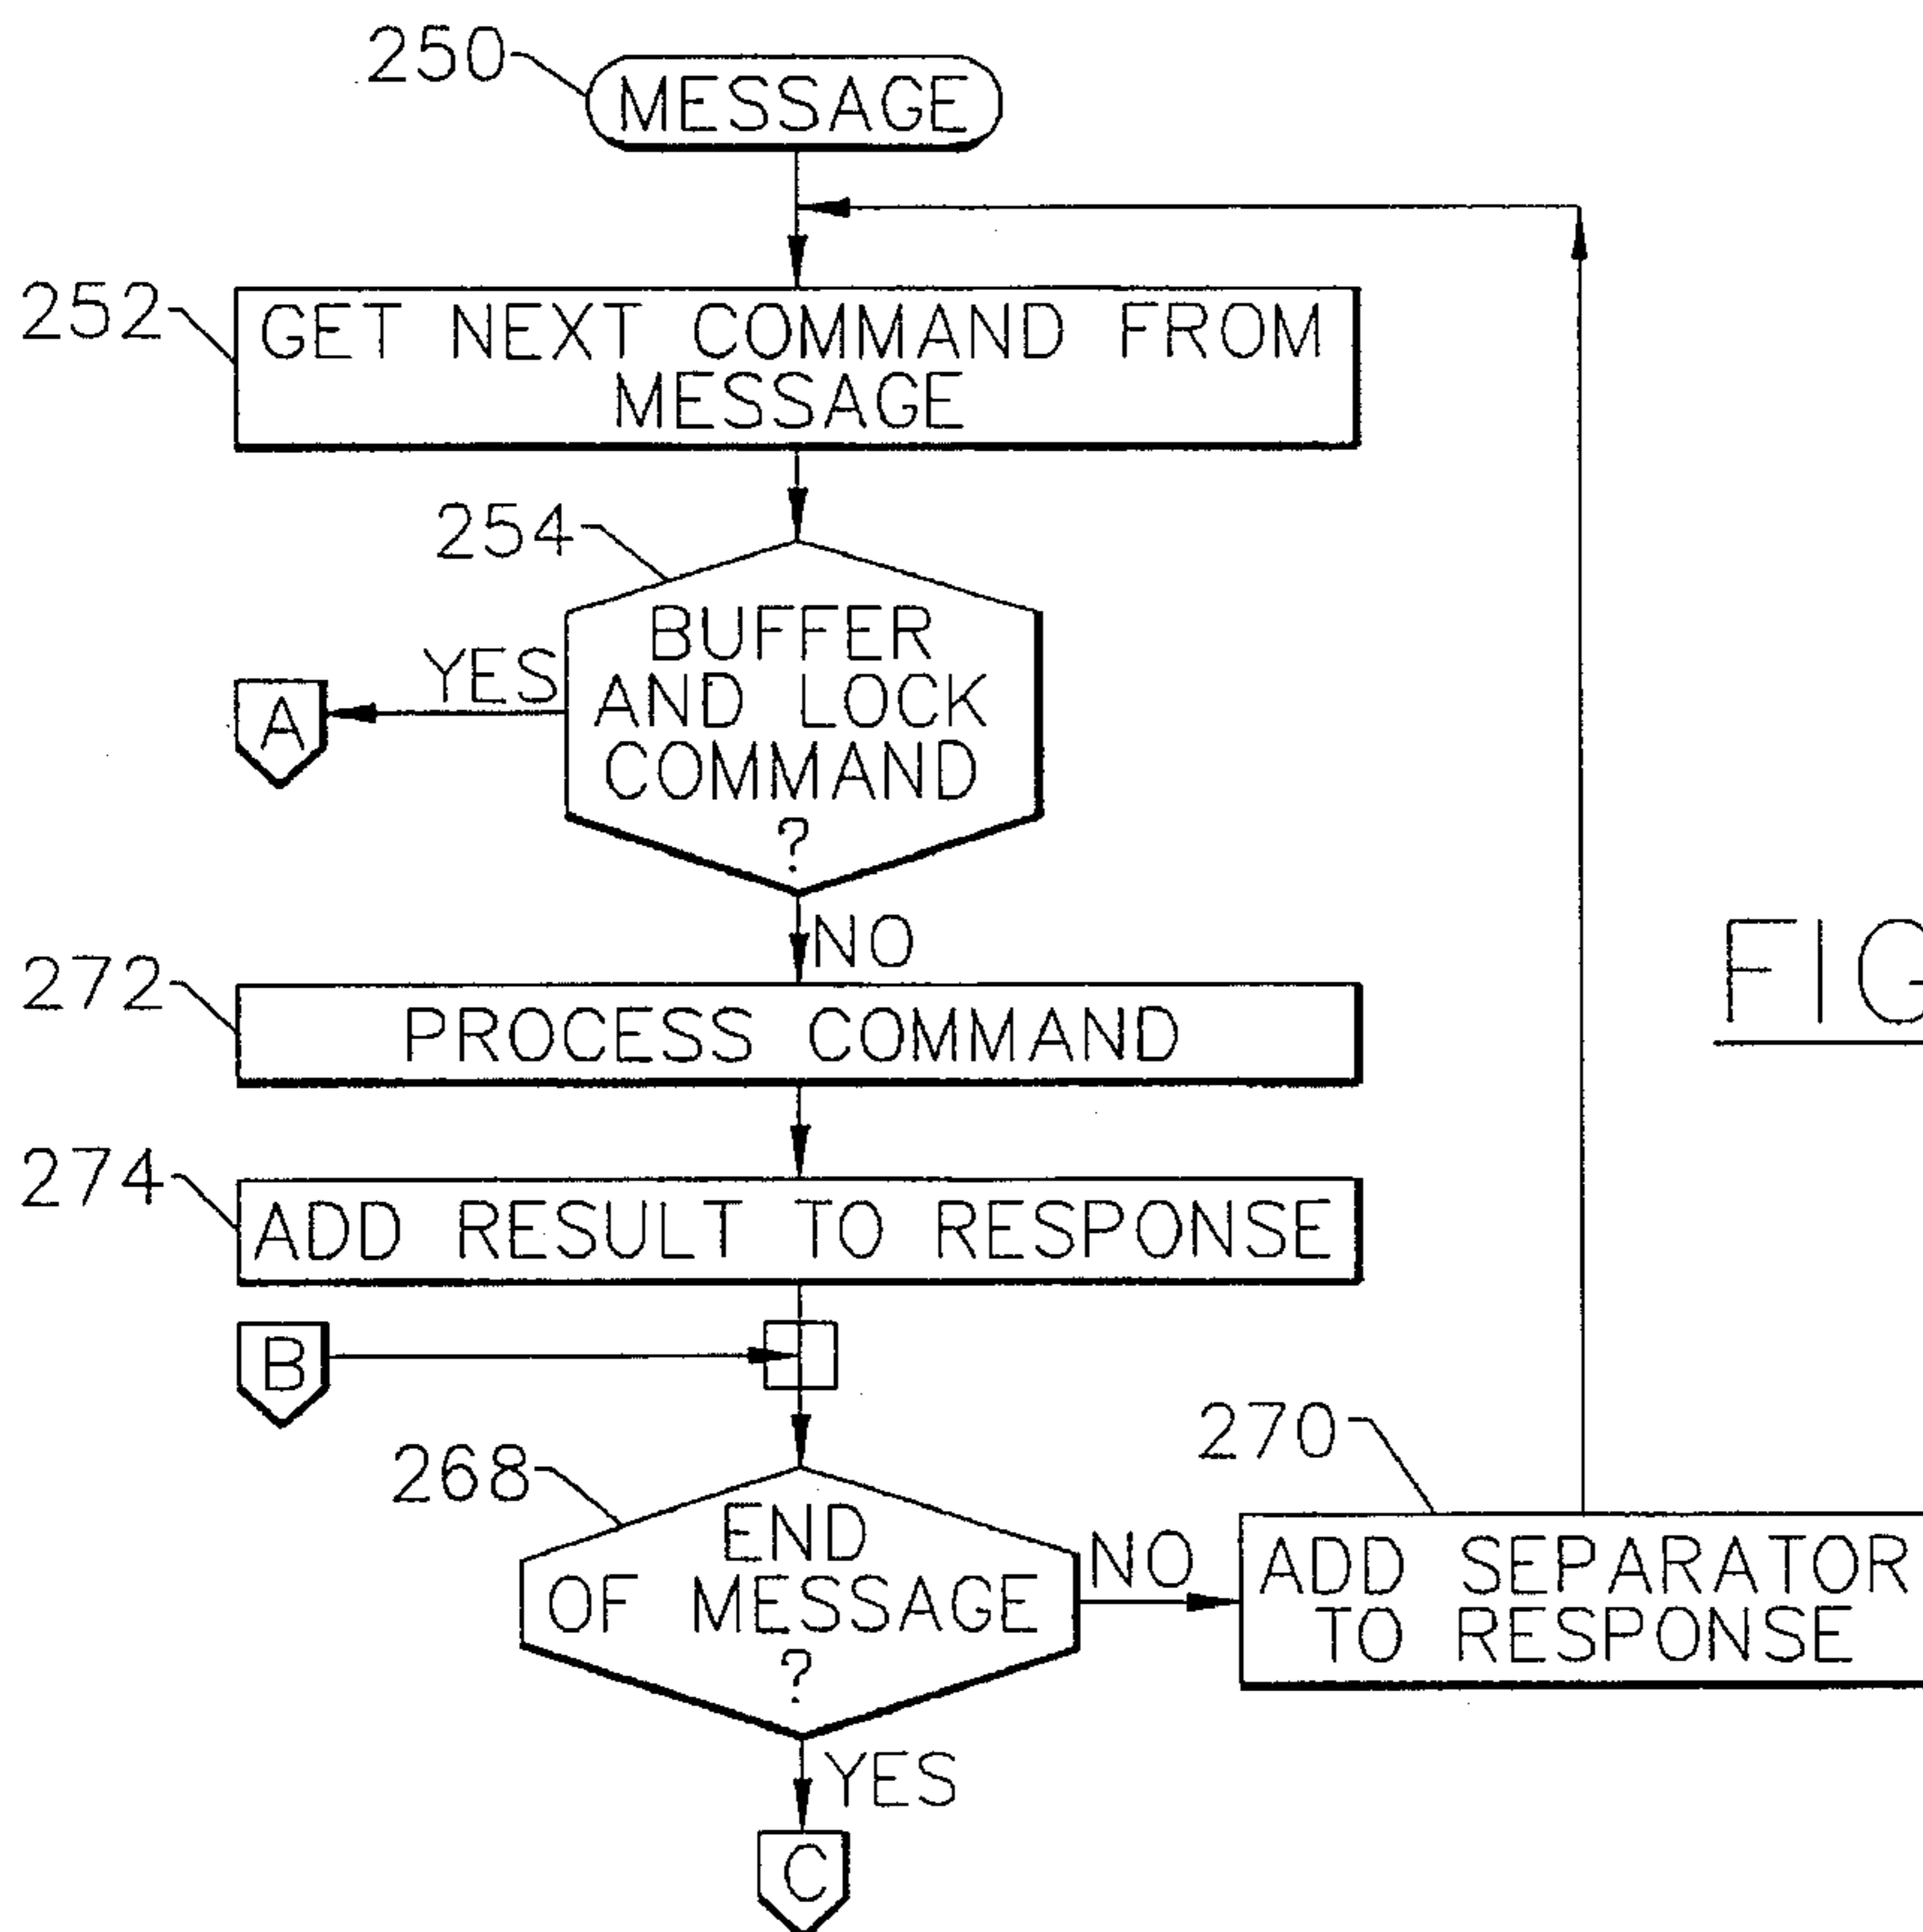 250
MESSAGE
252
GET NEXT COMMAND FROM
MESSAGE
254
BUFFER
AND LOCK
COMMAND
?
YES
A
NO
272
PROCESS COMMAND
FIG
274
ADD RESULT TO RESPONSE
B
268
END
OF MESSAGE
?
NO
270
ADD SEPARATOR
TO RESPONSE
YES
C